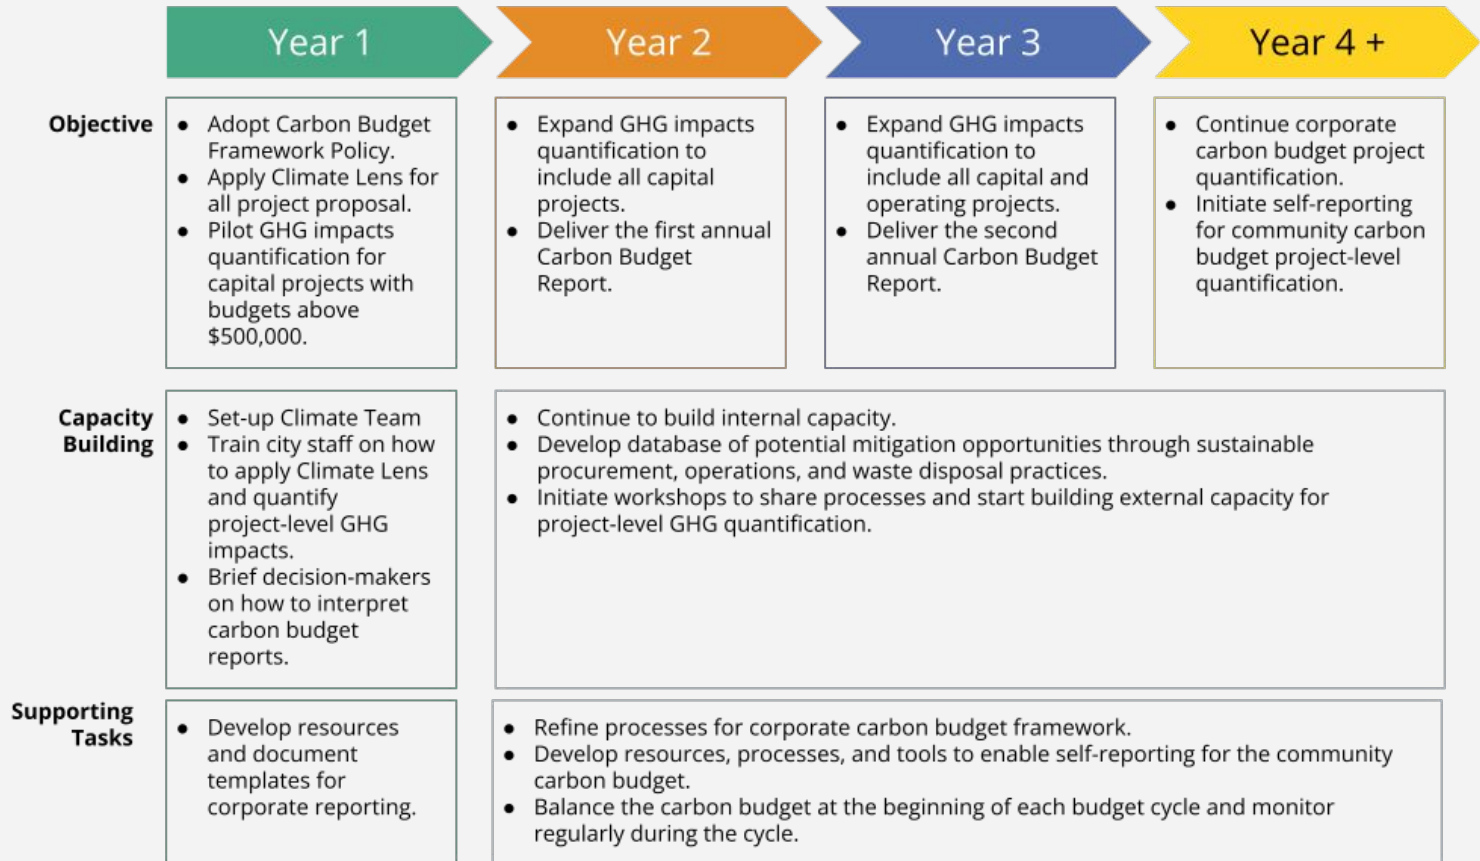 Year 1
Year 2
Year 3
Year 4 +
Objective
● Adopt Carbon Budget
Framework Policy.
● Apply Climate Lens for
all project proposal.
● Pilot GHG impacts
quantification for
capital projects with
budgets above
$500,000.
● Expand GHG impacts
quantification to
include all capital
projects.
● Deliver the first annual
Carbon Budget
Report.
● Expand GHG impacts
quantification to
include all capital and
operating projects.
● Deliver the second
annual Carbon Budget
Report.
● Continue corporate
carbon budget project
quantification.
● Initiate self-reporting
for community carbon
budget project-level
quantification.
Capacity
Building
● Set-up Climate Team
● Train city staff on how
to apply Climate Lens
and quantify
project-level GHG
impacts.
● Brief decision-makers
on how to interpret
carbon budget
reports.
● Continue to build internal capacity.
● Develop database of potential mitigation opportunities through sustainable
procurement, operations, and waste disposal practices.
● Initiate workshops to share processes and start building external capacity for
project-level GHG quantification.
Supporting
Tasks
● Develop resources
and document
templates for
corporate reporting.
● Refine processes for corporate carbon budget framework.
● Develop resources, processes, and tools to enable self-reporting for the community
carbon budget.
● Balance the carbon budget at the beginning of each budget cycle and monitor
regularly during the cycle.